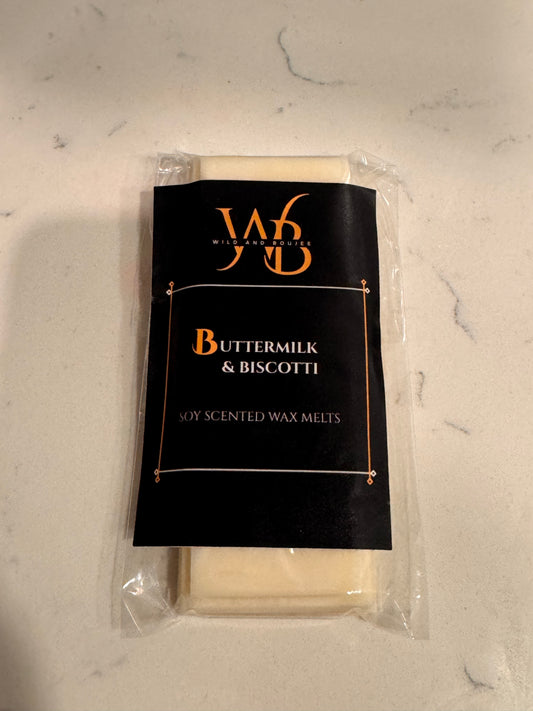 WB
WILD AND BOUJEE
BUTTERMILK
& BISCOTTI
SOY SCENTED WAX MELTS